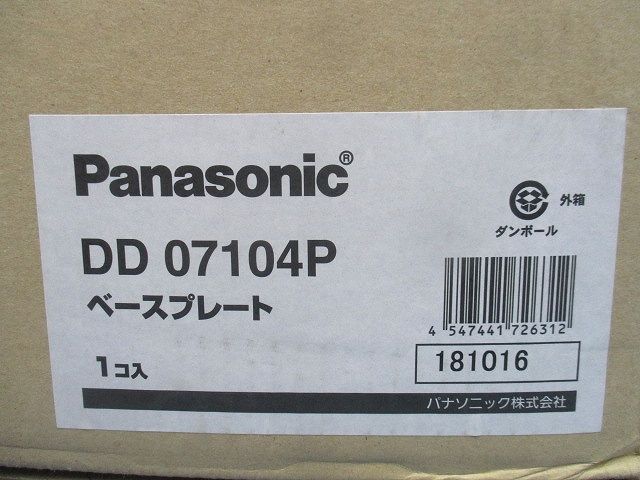 Panasonic®
外箱
ダンボール
DD 07104P
ベースプレート
4 547441 726312
1コ入
181016
パナソニック株式会社